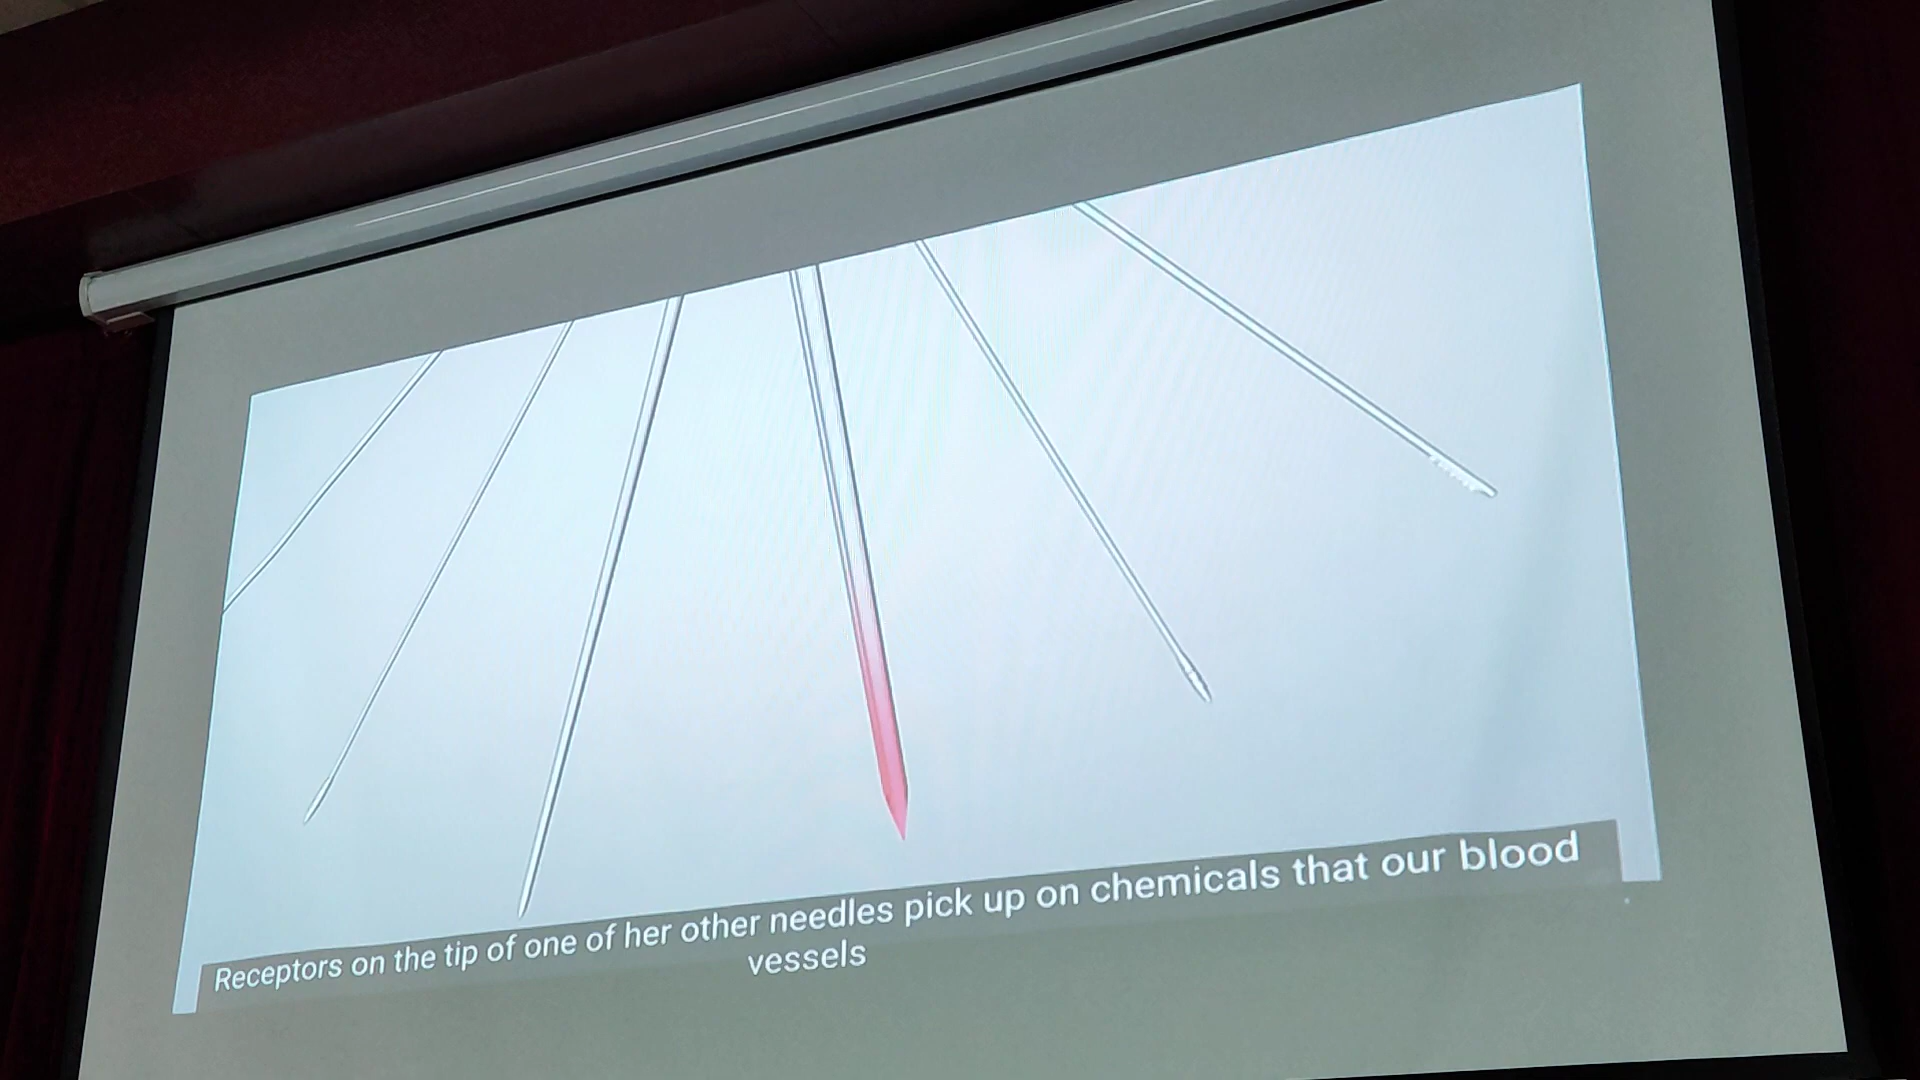 Receptors on the tip of one of her other needles pick up on chemicals that our blood
vessels